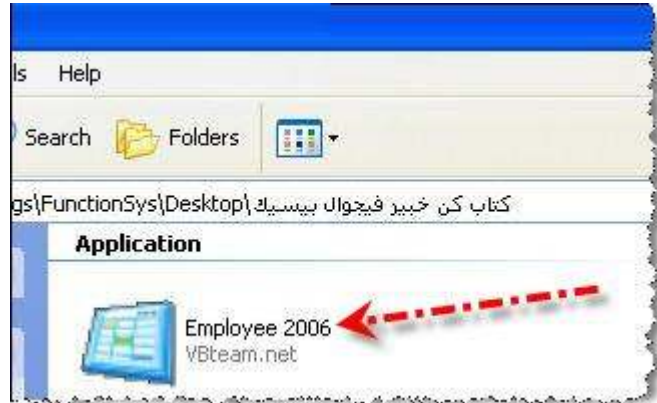 ls Help
Search Folders
gs\FunctionSys\Desktop\كتاب كن خبير فيجوال بيسيك
Application
Employee 2006
VBteam.net